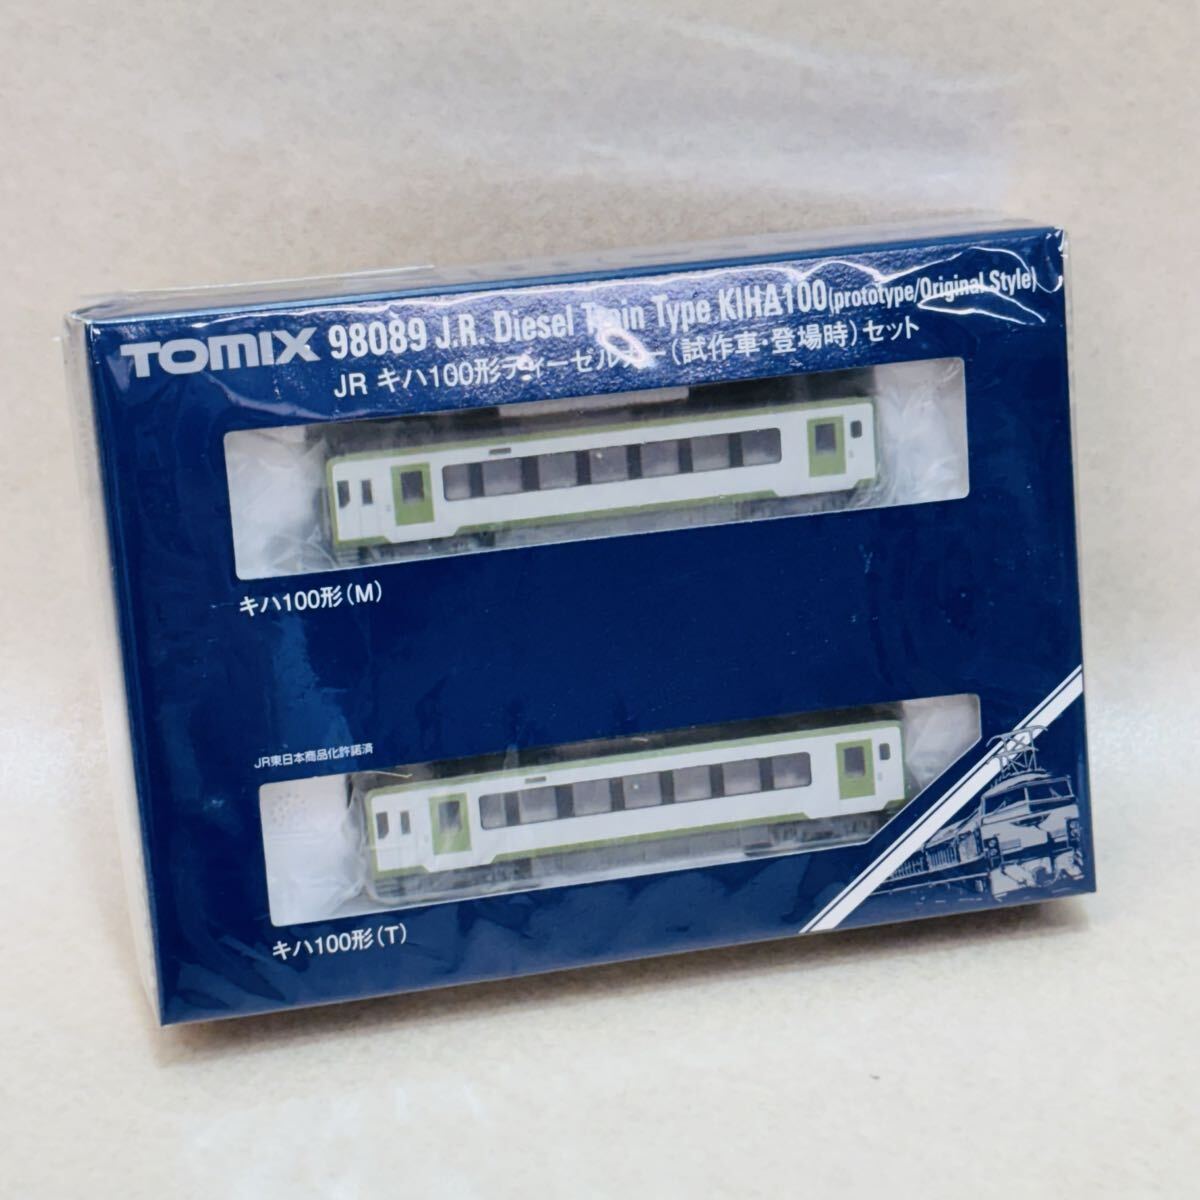 TOMIX 98089 J.R. Diesel Train Type KIHA100(prototype/Original Style)
JR キハ100形ディーゼルカー(試作車・登場時)セット
キハ100形(M)
JR東日本商品化許諾済
キハ100形(T)